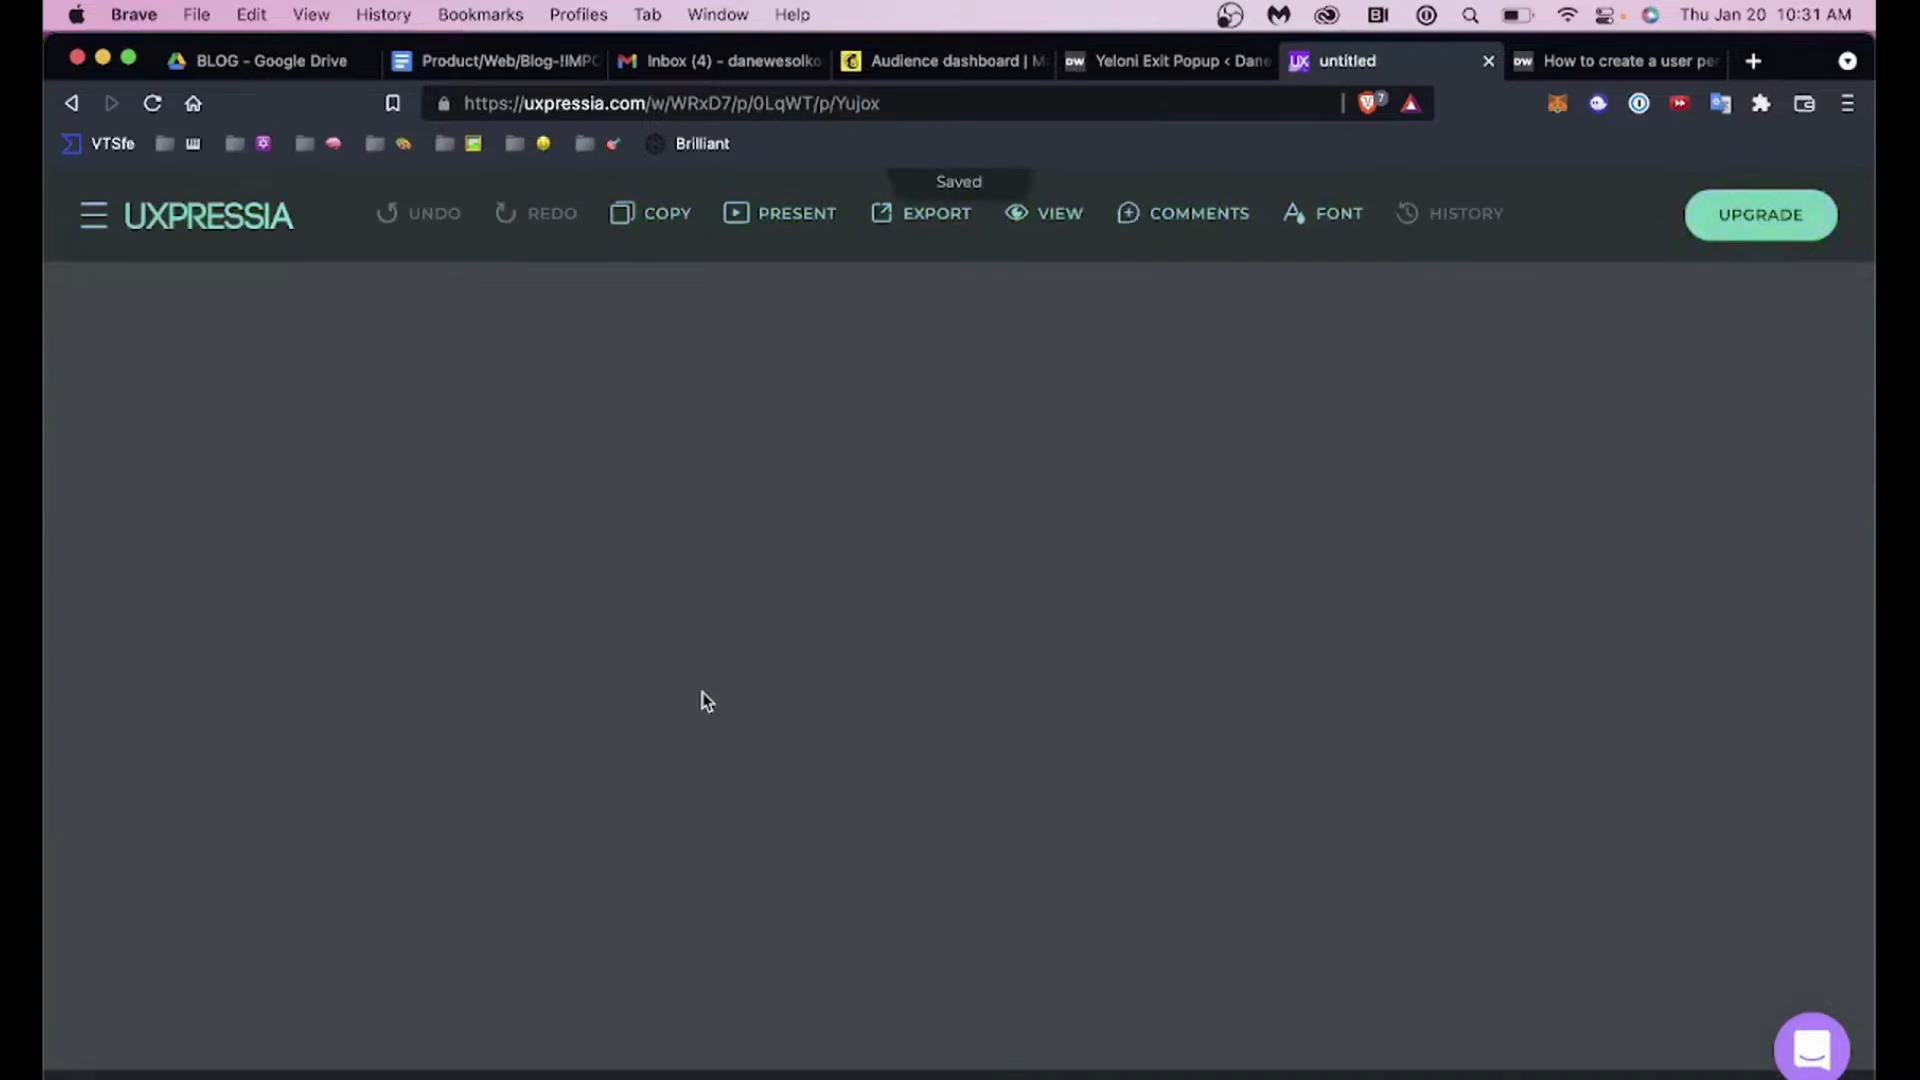 Brave File Edit View History Bookmarks Profiles Tab Window Help Thu Jan 20 10:31 AM
BLOG - Google Drive Product/Web/Blog-!IMPC Inbox (4) - danewesolko Audience dashboard | M Yeloni Exit Popup < Dane UX untitled DW How to create a user per
https://uxpressia.com/w/WRxD7/p/0LqWT/p/Yujox 7
VTSfe Brilliant
Saved
UXPRESSIA UNDO REDO COPY PRESENT EXPORT VIEW COMMENTS FONT HISTORY UPGRADE